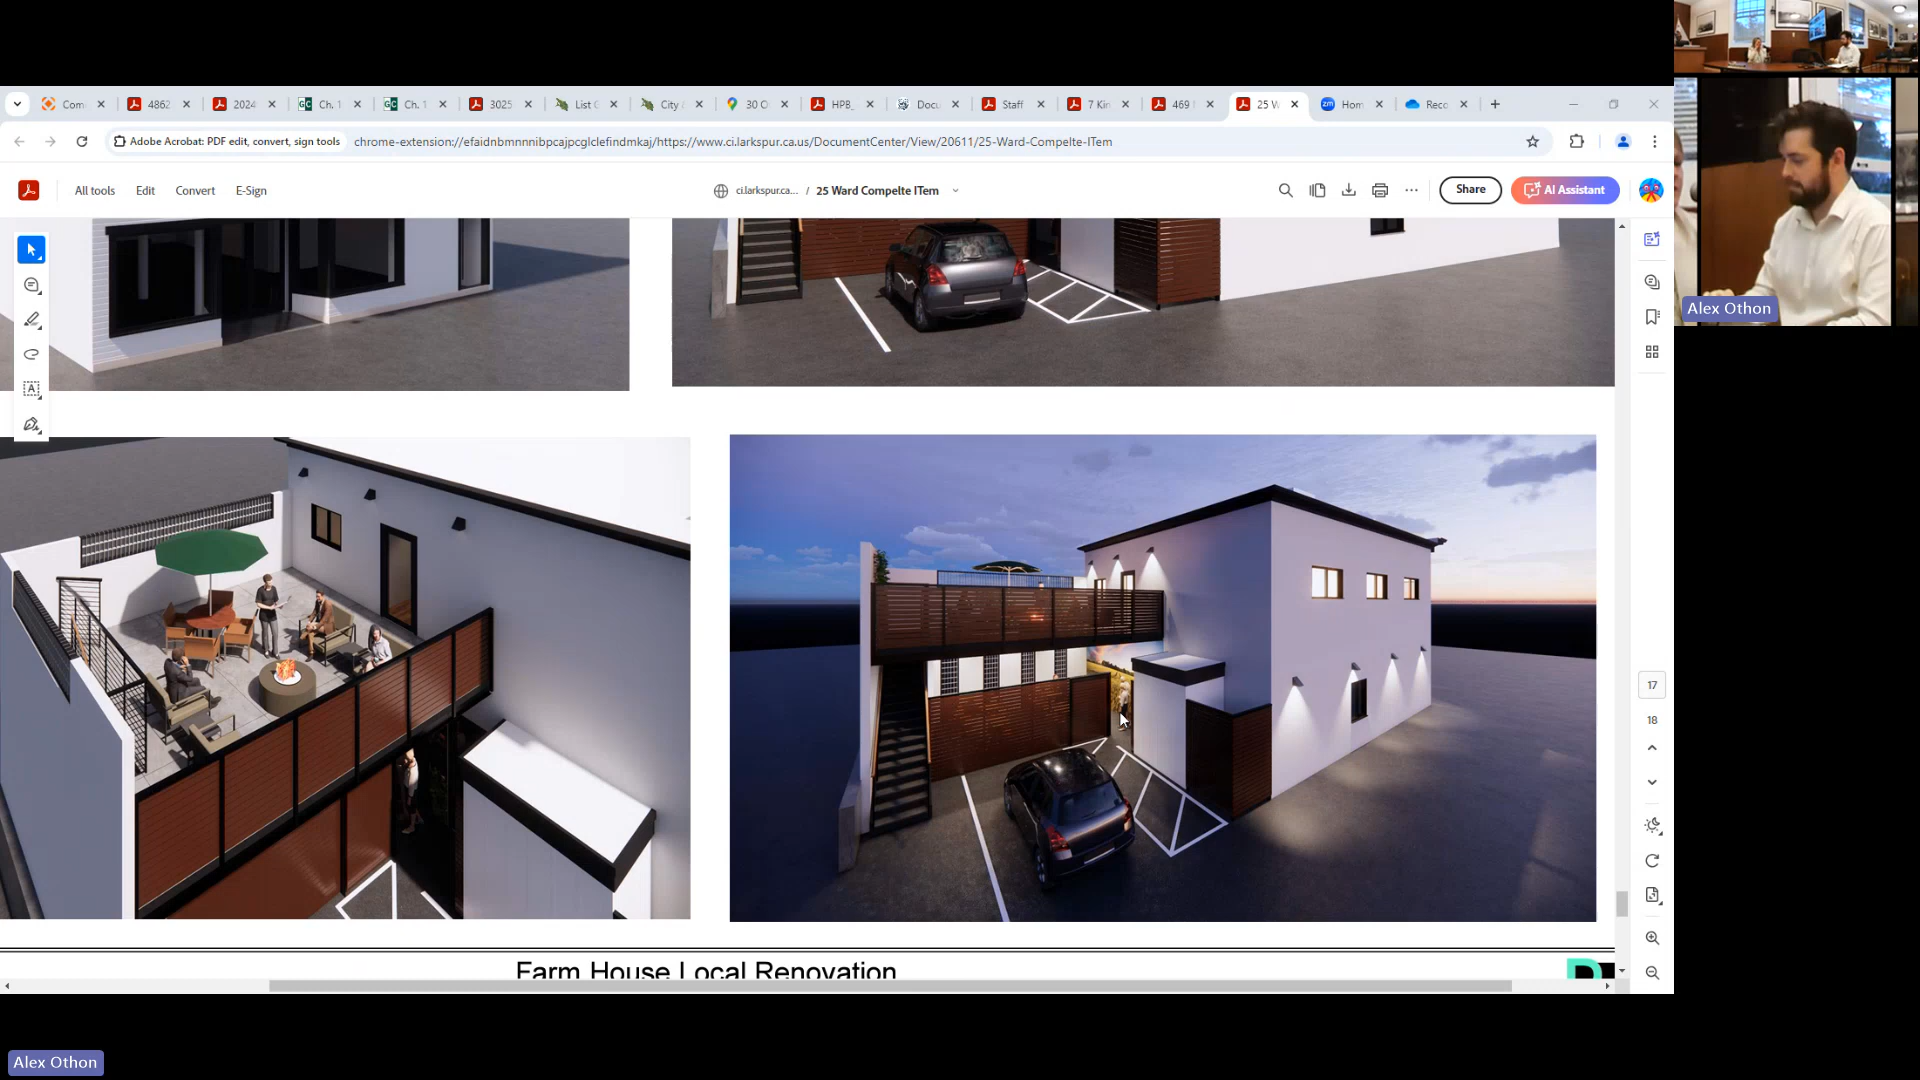 Com
4862
2024
Ch. 1
Ch. 1
3025
List
City
30 O
HPB_
Docu
Staff
7 Kin
469
25 W
Hom
Reco
Adobe Acrobat: PDF edit, convert, sign tools
chrome-extension://efaidnbmnnnibpcajpcglclefindmkaj/https://www.ci.larkspur.ca.us/DocumentCenter/View/20611/25-Ward-Compelte-ITem
All tools
Edit
Convert
E-Sign
ci.larkspur.ca... / 25 Ward Compelte ITem
Share
AI Assistant
17
18
Farm House Local Renovation
Alex Othon
Alex Othon